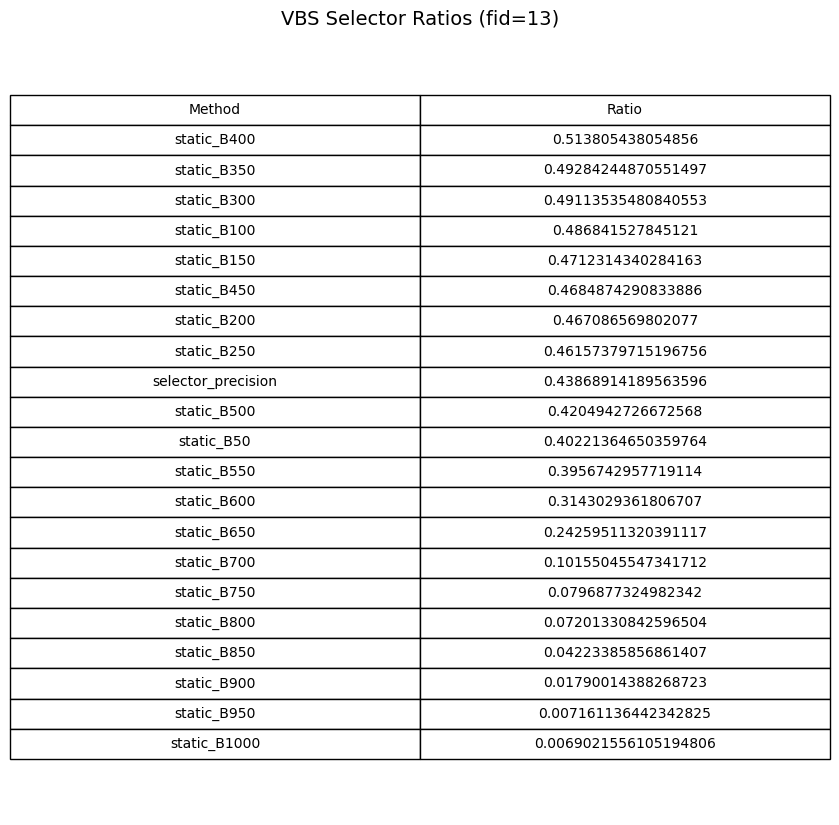 VBS Selector Ratios (fid=13)
Method Ratio
static_B400 0.513805438054856
static_B350 0.49284244870551497
static_B300 0.49113535480840553
static_B100 0.486841527845121
static_B150 0.4712314340284163
static_B450 0.4684874290833886
static_B200 0.467086569802077
static_B250 0.46157379715196756
selector_precision 0.43868914189563596
static_B500 0.4204942726672568
static_B50 0.40221364650359764
static_B550 0.3956742957719114
static_B600 0.3143029361806707
static_B650 0.24259511320391117
static_B700 0.10155045547341712
static_B750 0.0796877324982342
static_B800 0.07201330842596504
static_B850 0.04223385856861407
static_B900 0.01790014388268723
static_B950 0.007161136442342825
static_B1000 0.0069021556105194806